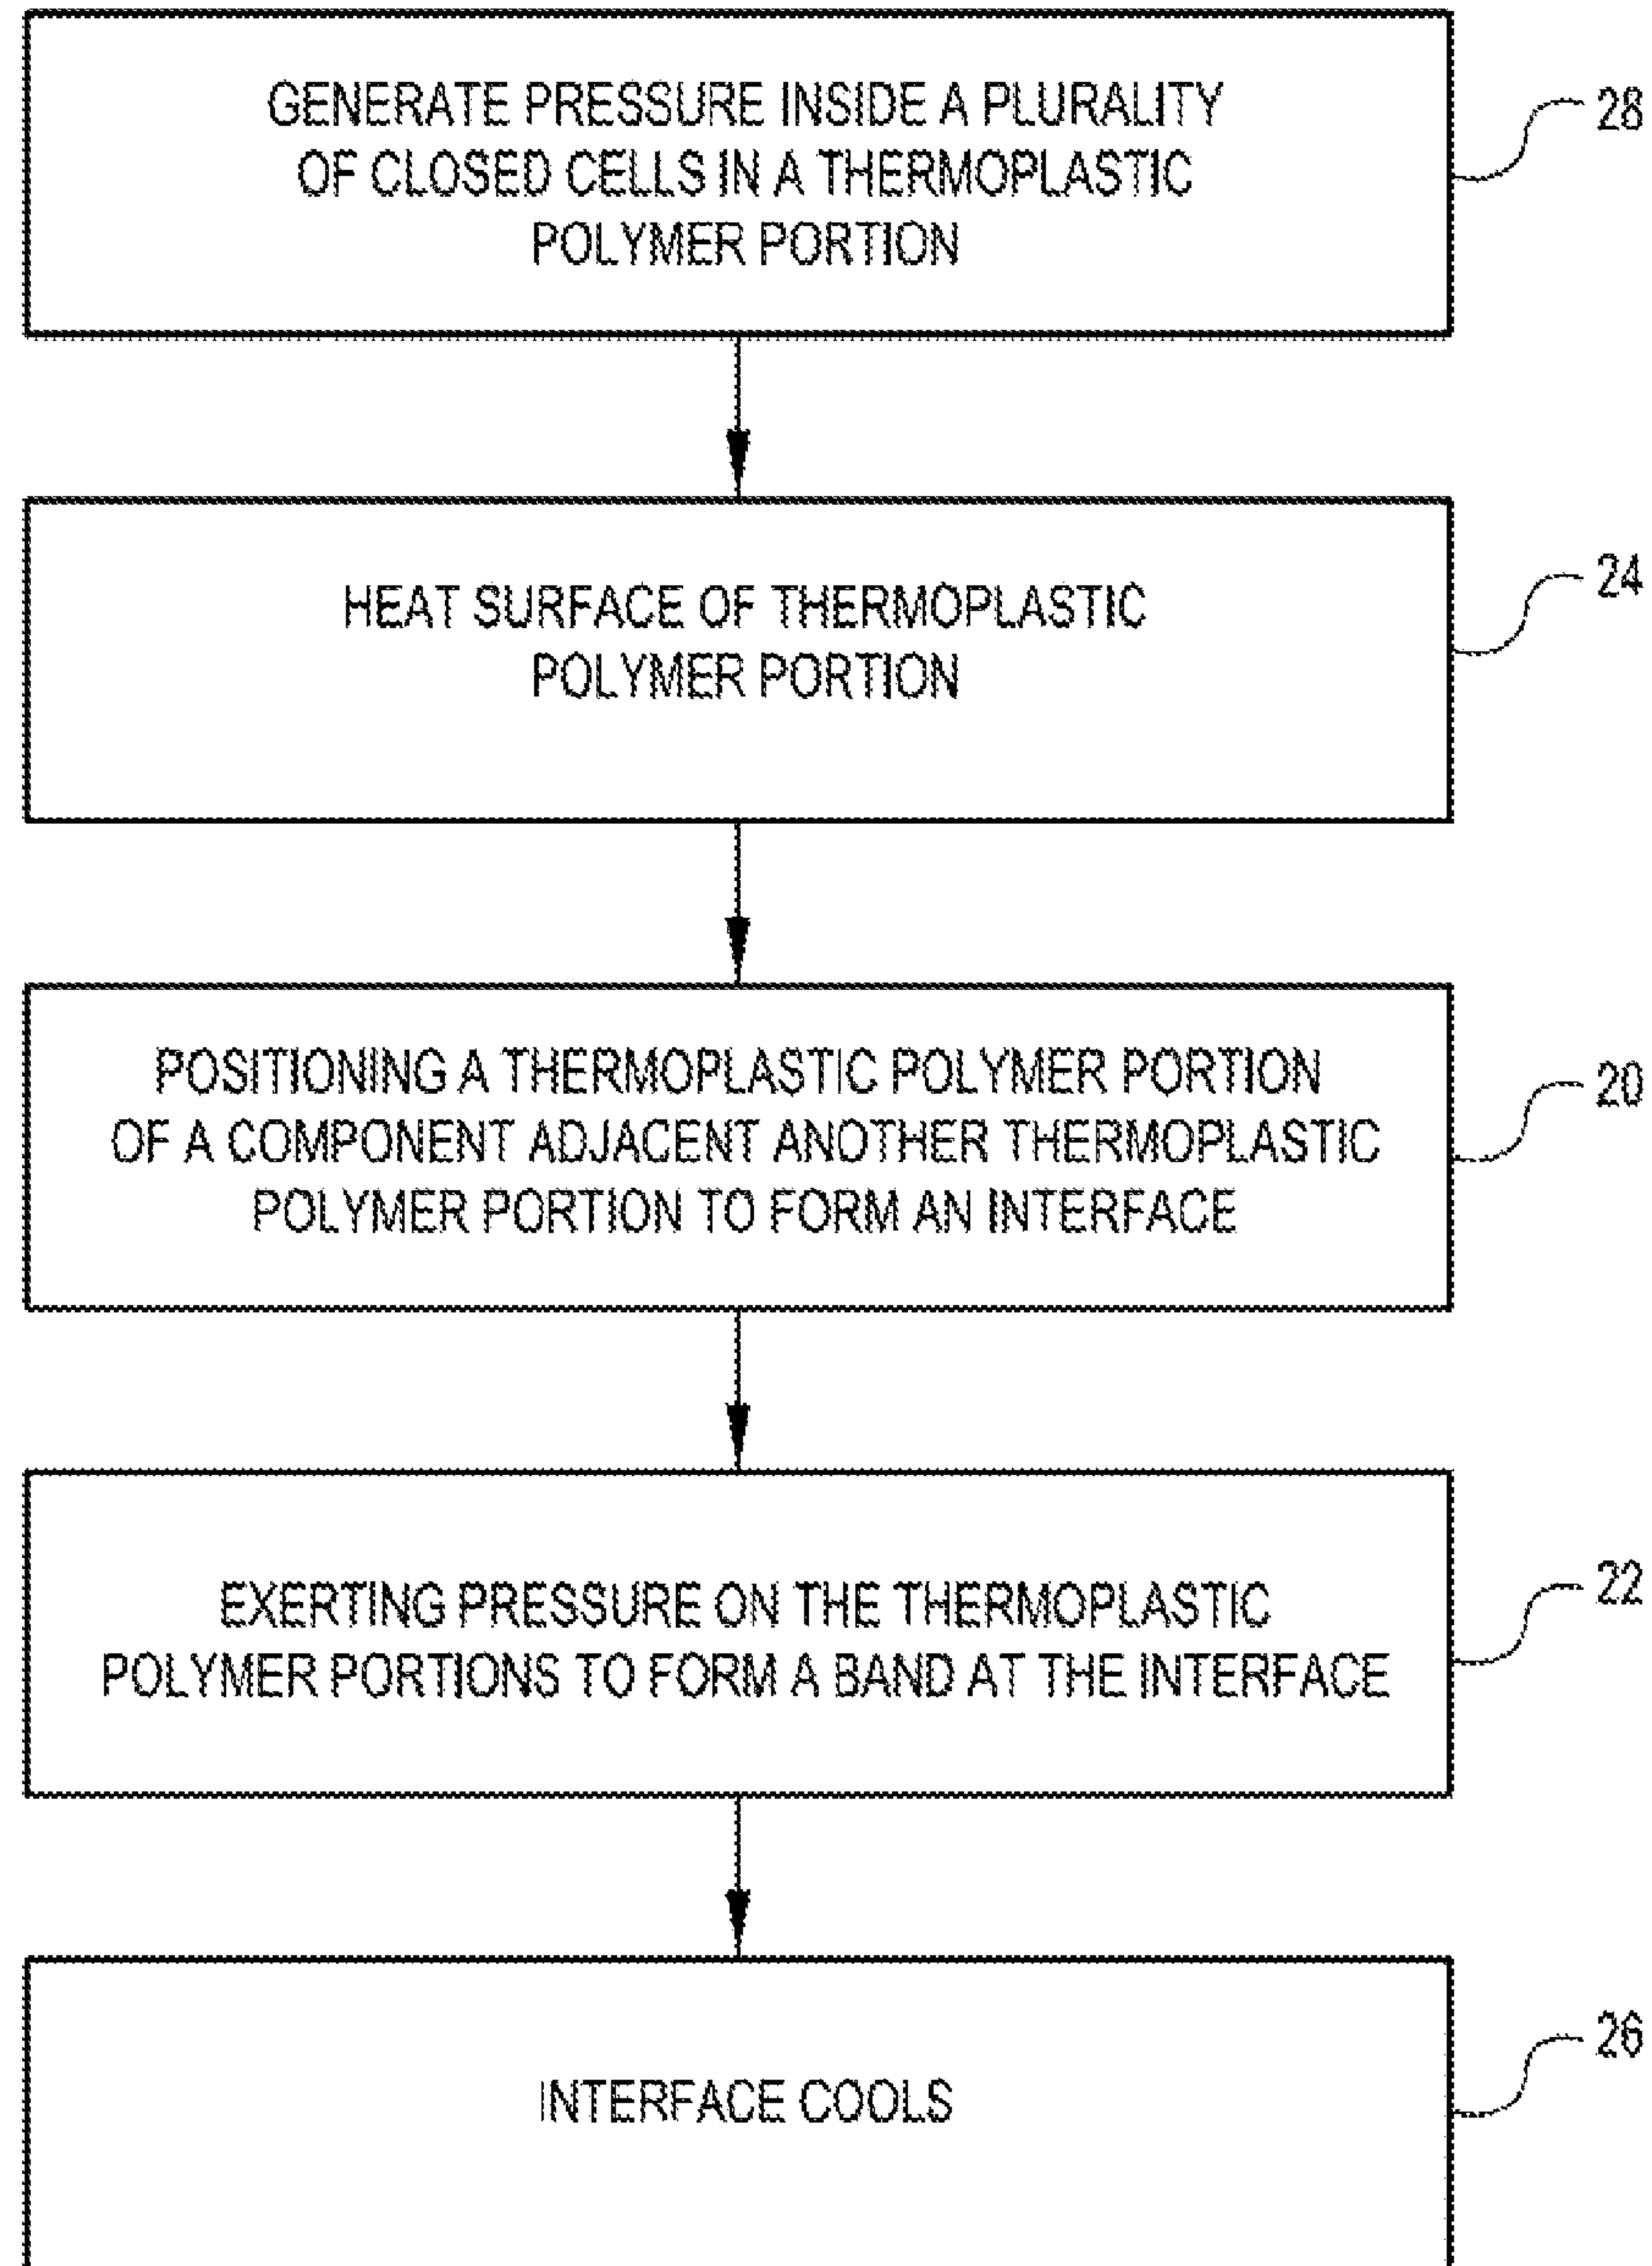 GENERATE PRESSURE INSIDE A PLURALITY
OF CLOSED CELLS IN A THERMOPLASTIC
POLYMER PORTION
28
HEAT SURFACE OF THERMOPLASTIC
POLYMER PORTION
24
POSITIONING A THERMOPLASTIC POLYMER PORTION
OF A COMPONENT ADJACENT ANOTHER THERMOPLASTIC
POLYMER PORTION TO FORM AN INTERFACE
20
EXERTING PRESSURE ON THE THERMOPLASTIC
POLYMER PORTIONS TO FORM A BAND AT THE INTERFACE
22
INTERFACE COOLS
26